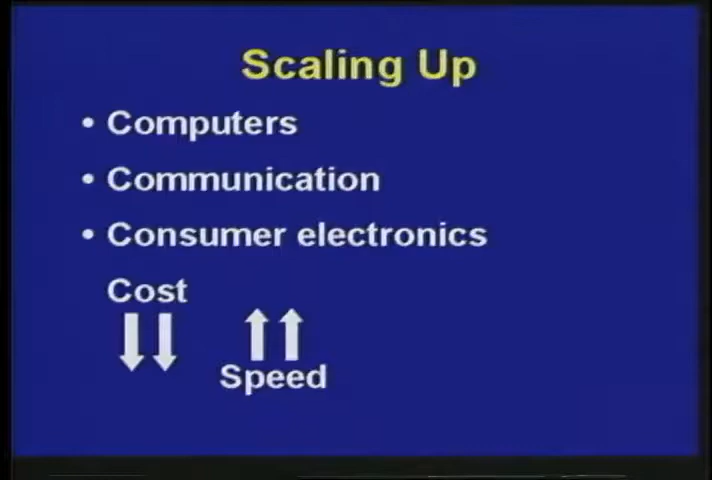 Scaling Up
• Computers
• Communication
• Consumer electronics
Cost
Speed